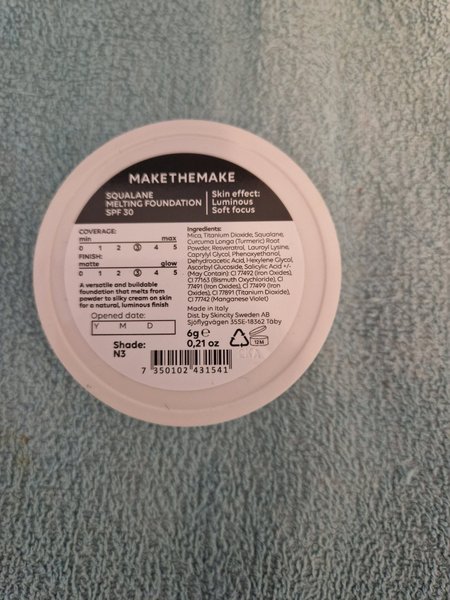 MAKETHEMAKE
SQUALANE
MELTING FOUNDATION
SPF 30
Skin effect:
Luminous
Soft focus
COVERAGE:
min max
0 1 2 3 4 5
FINISH:
matte glow
0 1 2 3 4 5
A versatile and buildable
foundation that melts from
powder to silky cream on skin
for a natural, luminous finish
Opened date:
Y M D
Shade:
N3
Ingredients:
Mica, Titanium Dioxide, Squalane,
Curcuma Longa (Turmeric) Root
Powder, Resveratrol, Lauroyl Lysine,
Caprylyl Glycol, Phenoxyethanol,
Dehydroacetic Acid, Hexylene Glycol,
Ascorbyl Glucoside, Salicylic Acid +/-
(May Contain) CI 77492 (Iron Oxides),
CI 77163 (Bismuth Oxychloride), CI
77491 (Iron Oxides), CI 77499 (Iron
Oxides), CI 77891 (Titanium Dioxide),
CI 77742 (Manganese Violet)
Made in Italy
Dist. by Skincity Sweden AB
Sjöflygvägen 35SE-18362 Täby
6g ℮
0,21 oz
12M
7 350102 431541